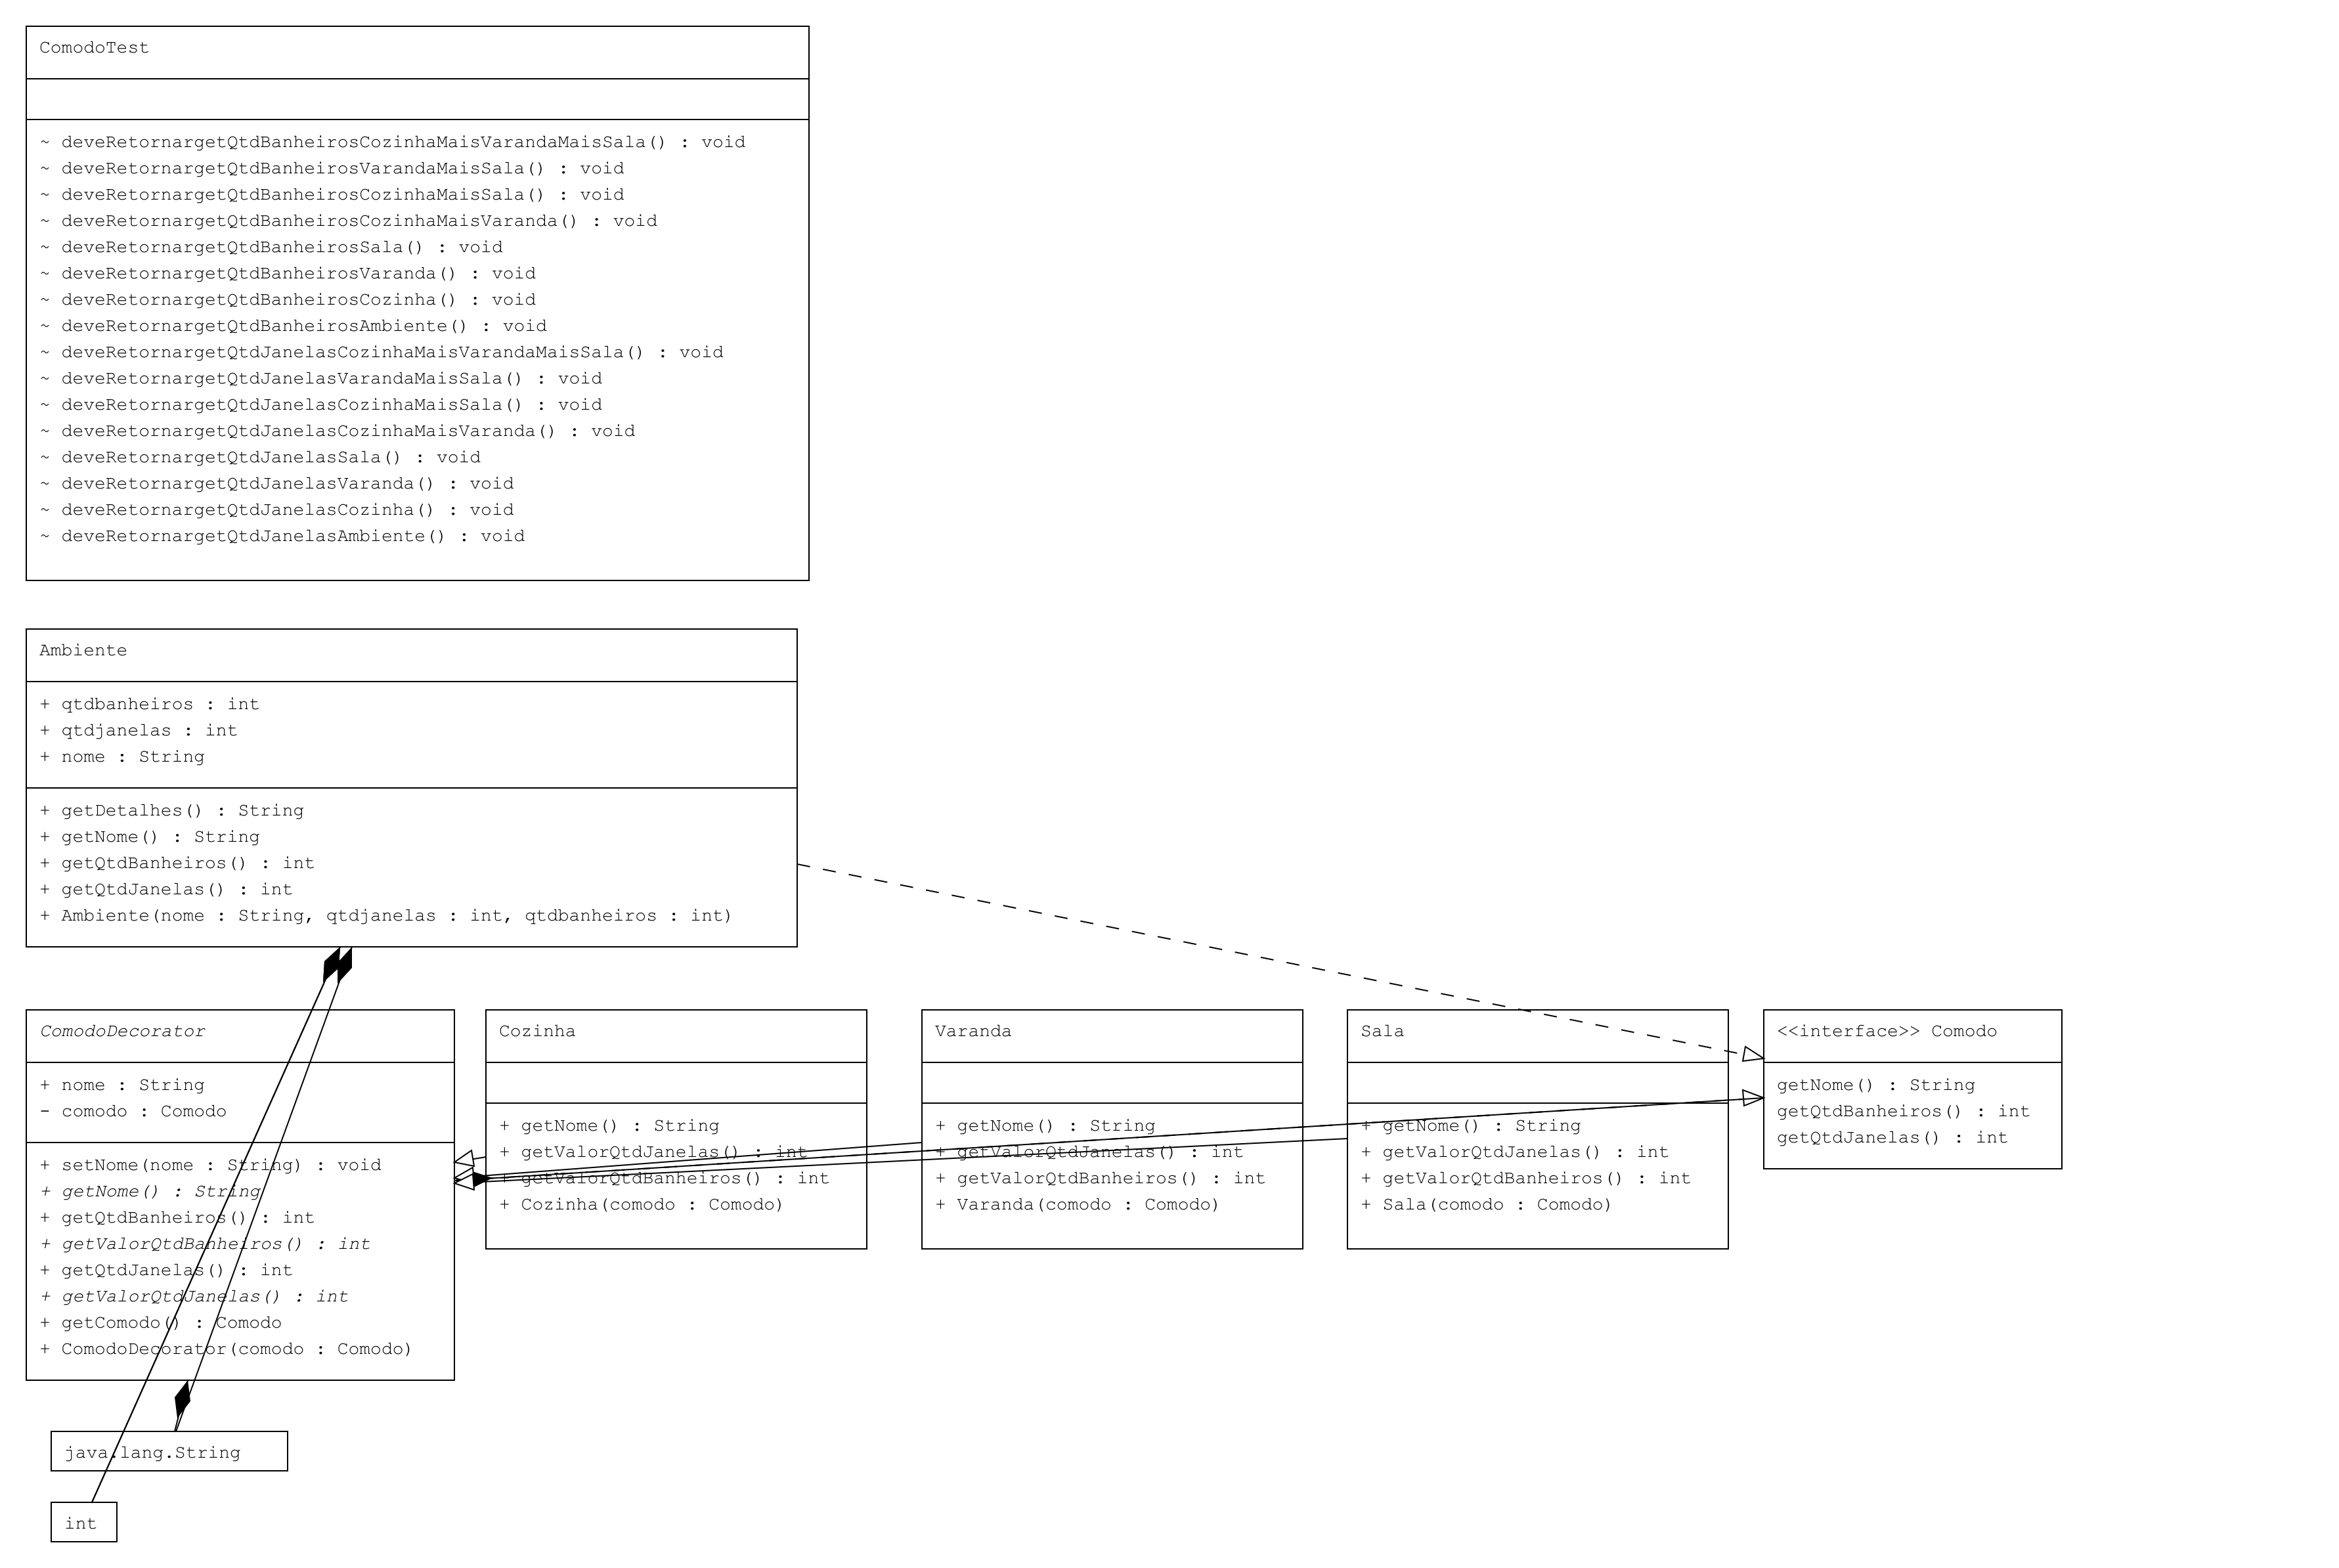 ComodoTest
~ deveRetornargetQtdBanheirosCozinhaMaisVarandaMaisSala() : void
~ deveRetornargetQtdBanheirosVarandaMaisSala() : void
~ deveRetornargetQtdBanheirosCozinhaMaisSala() : void
~ deveRetornargetQtdBanheirosCozinhaMaisVaranda() : void
~ deveRetornargetQtdBanheirosSala() : void
~ deveRetornargetQtdBanheirosVaranda() : void
~ deveRetornargetQtdBanheirosCozinha() : void
~ deveRetornargetQtdBanheirosAmbiente() : void
~ deveRetornargetQtdJanelasCozinhaMaisVarandaMaisSala() : void
~ deveRetornargetQtdJanelasVarandaMaisSala() : void
~ deveRetornargetQtdJanelasCozinhaMaisSala() : void
~ deveRetornargetQtdJanelasCozinhaMaisVaranda() : void
~ deveRetornargetQtdJanelasSala() : void
~ deveRetornargetQtdJanelasVaranda() : void
~ deveRetornargetQtdJanelasCozinha() : void
~ deveRetornargetQtdJanelasAmbiente() : void
Ambiente
+ qtdbanheiros : int
+ qtdjanelas : int
+ nome : String
+ getDetalhes() : String
+ getNome() : String
+ getQtdBanheiros() : int
+ getQtdJanelas() : int
+ Ambiente(nome : String, qtdjanelas : int, qtdbanheiros : int)
ComodoDecorator
+ nome : String
- comodo : Comodo
+ setNome(nome : String) : void
+ getNome() : String
+ getQtdBanheiros() : int
+ getValorQtdBanheiros() : int
+ getQtdJanelas() : int
+ getValorQtdJanelas() : int
+ getComodo() : Comodo
+ ComodoDecorator(comodo : Comodo)
Cozinha
+ getNome() : String
+ getValorQtdJanelas() : int
+ getValorQtdBanheiros() : int
+ Cozinha(comodo : Comodo)
Varanda
+ getNome() : String
+ getValorQtdJanelas() : int
+ getValorQtdBanheiros() : int
+ Varanda(comodo : Comodo)
Sala
+ getNome() : String
+ getValorQtdJanelas() : int
+ getValorQtdBanheiros() : int
+ Sala(comodo : Comodo)
<<interface>> Comodo
getNome() : String
getQtdBanheiros() : int
getQtdJanelas() : int
java.lang.String
int